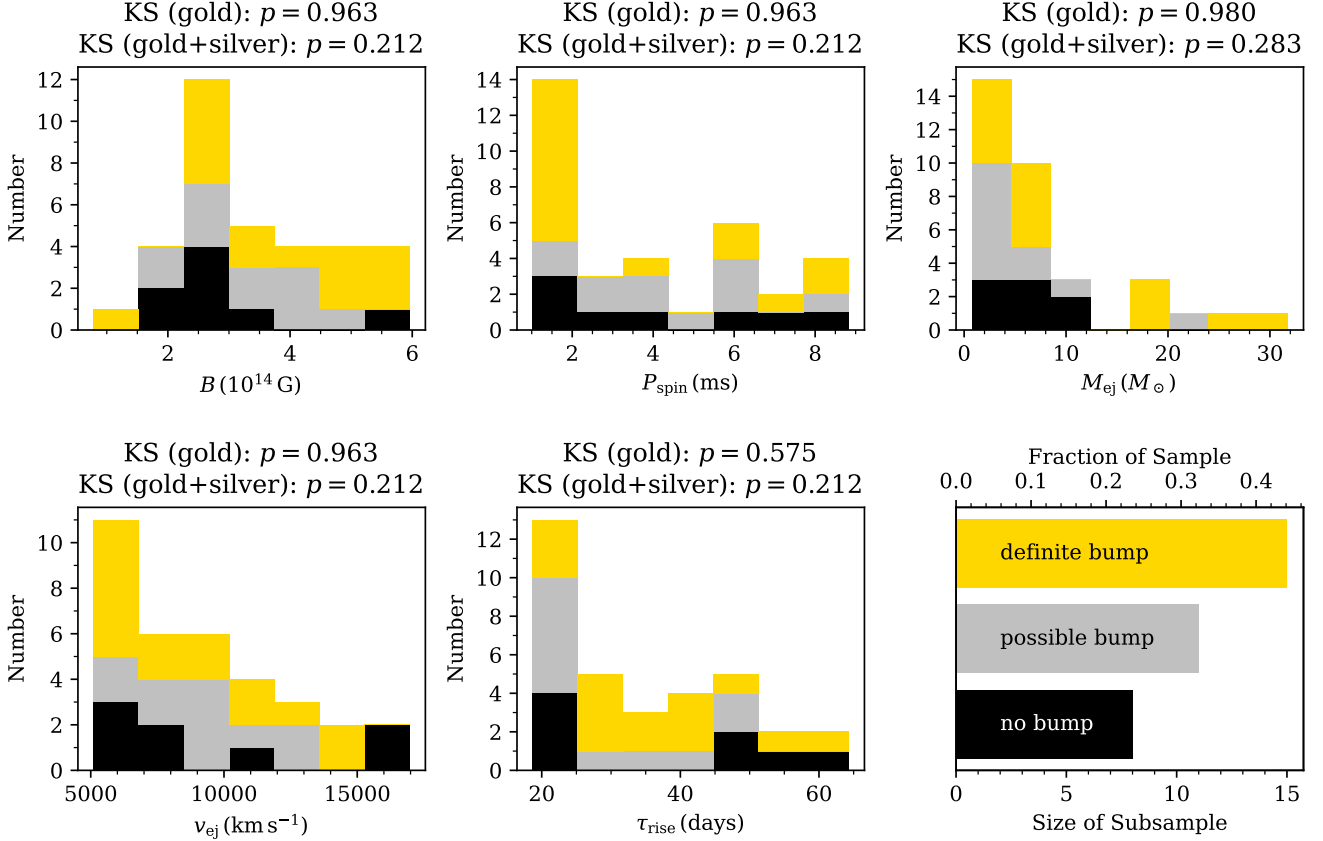 KS (gold): p = 0.963
KS (gold+silver): p = 0.212
12
10
8
6
4
2
0
Number
2 4 6
B (10¹⁴ G)
KS (gold): p = 0.963
KS (gold+silver): p = 0.212
14
12
10
8
6
4
2
0
Number
2 4 6 8
P_spin (ms)
KS (gold): p = 0.980
KS (gold+silver): p = 0.283
14
12
10
8
6
4
2
0
Number
0 10 20 30
M_ej (M_⊙)
KS (gold): p = 0.963
KS (gold+silver): p = 0.212
10
8
6
4
2
0
Number
5000 10000 15000
v_ej (km s⁻¹)
KS (gold): p = 0.575
KS (gold+silver): p = 0.212
12
10
8
6
4
2
0
Number
20 40 60
τ_rise (days)
Fraction of Sample
0.0 0.1 0.2 0.3 0.4
definite bump
possible bump
no bump
0 5 10 15
Size of Subsample